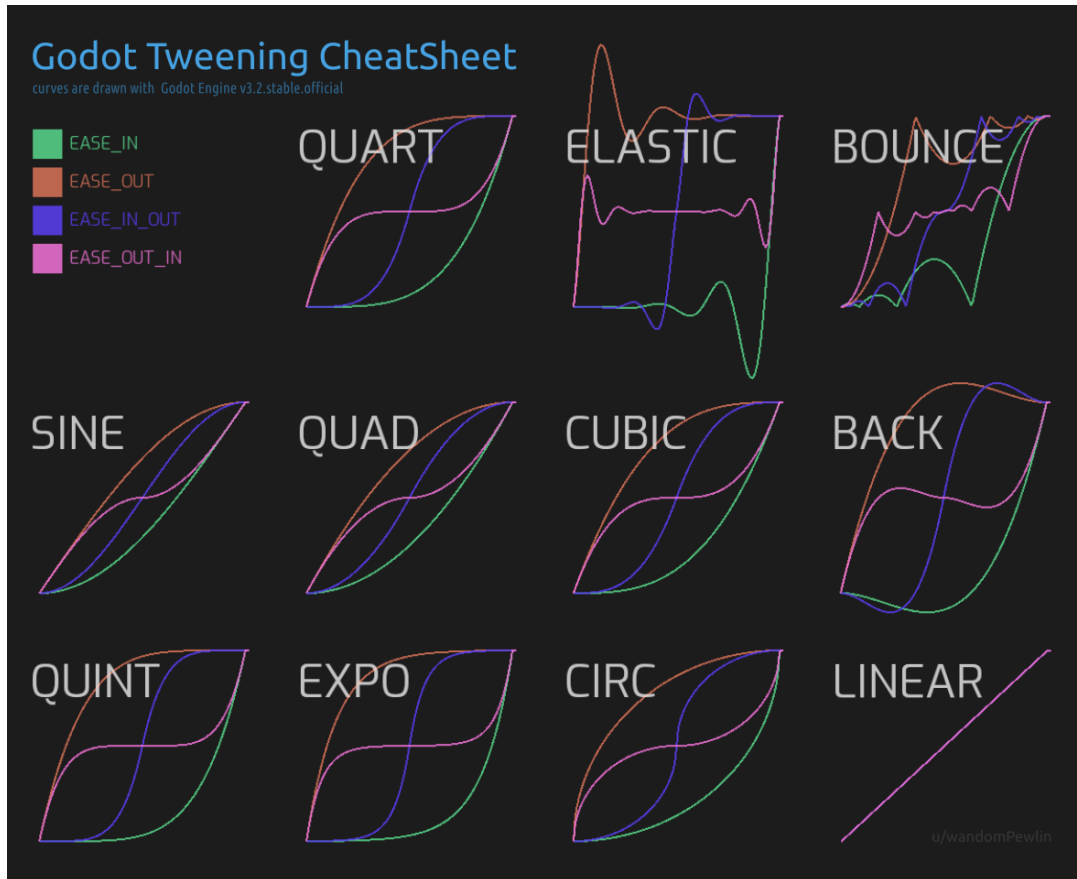 Godot Tweening CheatSheet
curves are drawn with Godot Engine v3.2.stable.official
EASE_IN
EASE_OUT
EASE_IN_OUT
EASE_OUT_IN
QUART
ELASTIC
BOUNCE
SINE
QUAD
CUBIC
BACK
QUINT
EXPO
CIRC
LINEAR
u/wandomPewlin